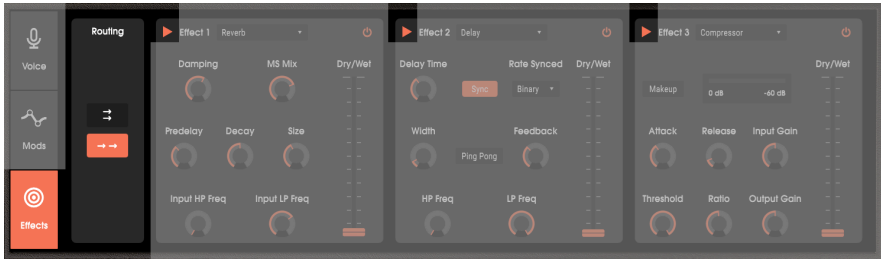 Voice
Mods
Effects
Routing
Effect 1 Reverb
Damping MS Mix Dry/Wet
Predelay Decay Size
Input HP Freq Input LP Freq
Effect 2 Delay
Delay Time Rate Synced Dry/Wet
Sync Binary
Width Feedback
Ping Pong
HP Freq LP Freq
Effect 3 Compressor
Dry/Wet
Makeup 0 dB -60 dB
Attack Release Input Gain
Threshold Ratio Output Gain